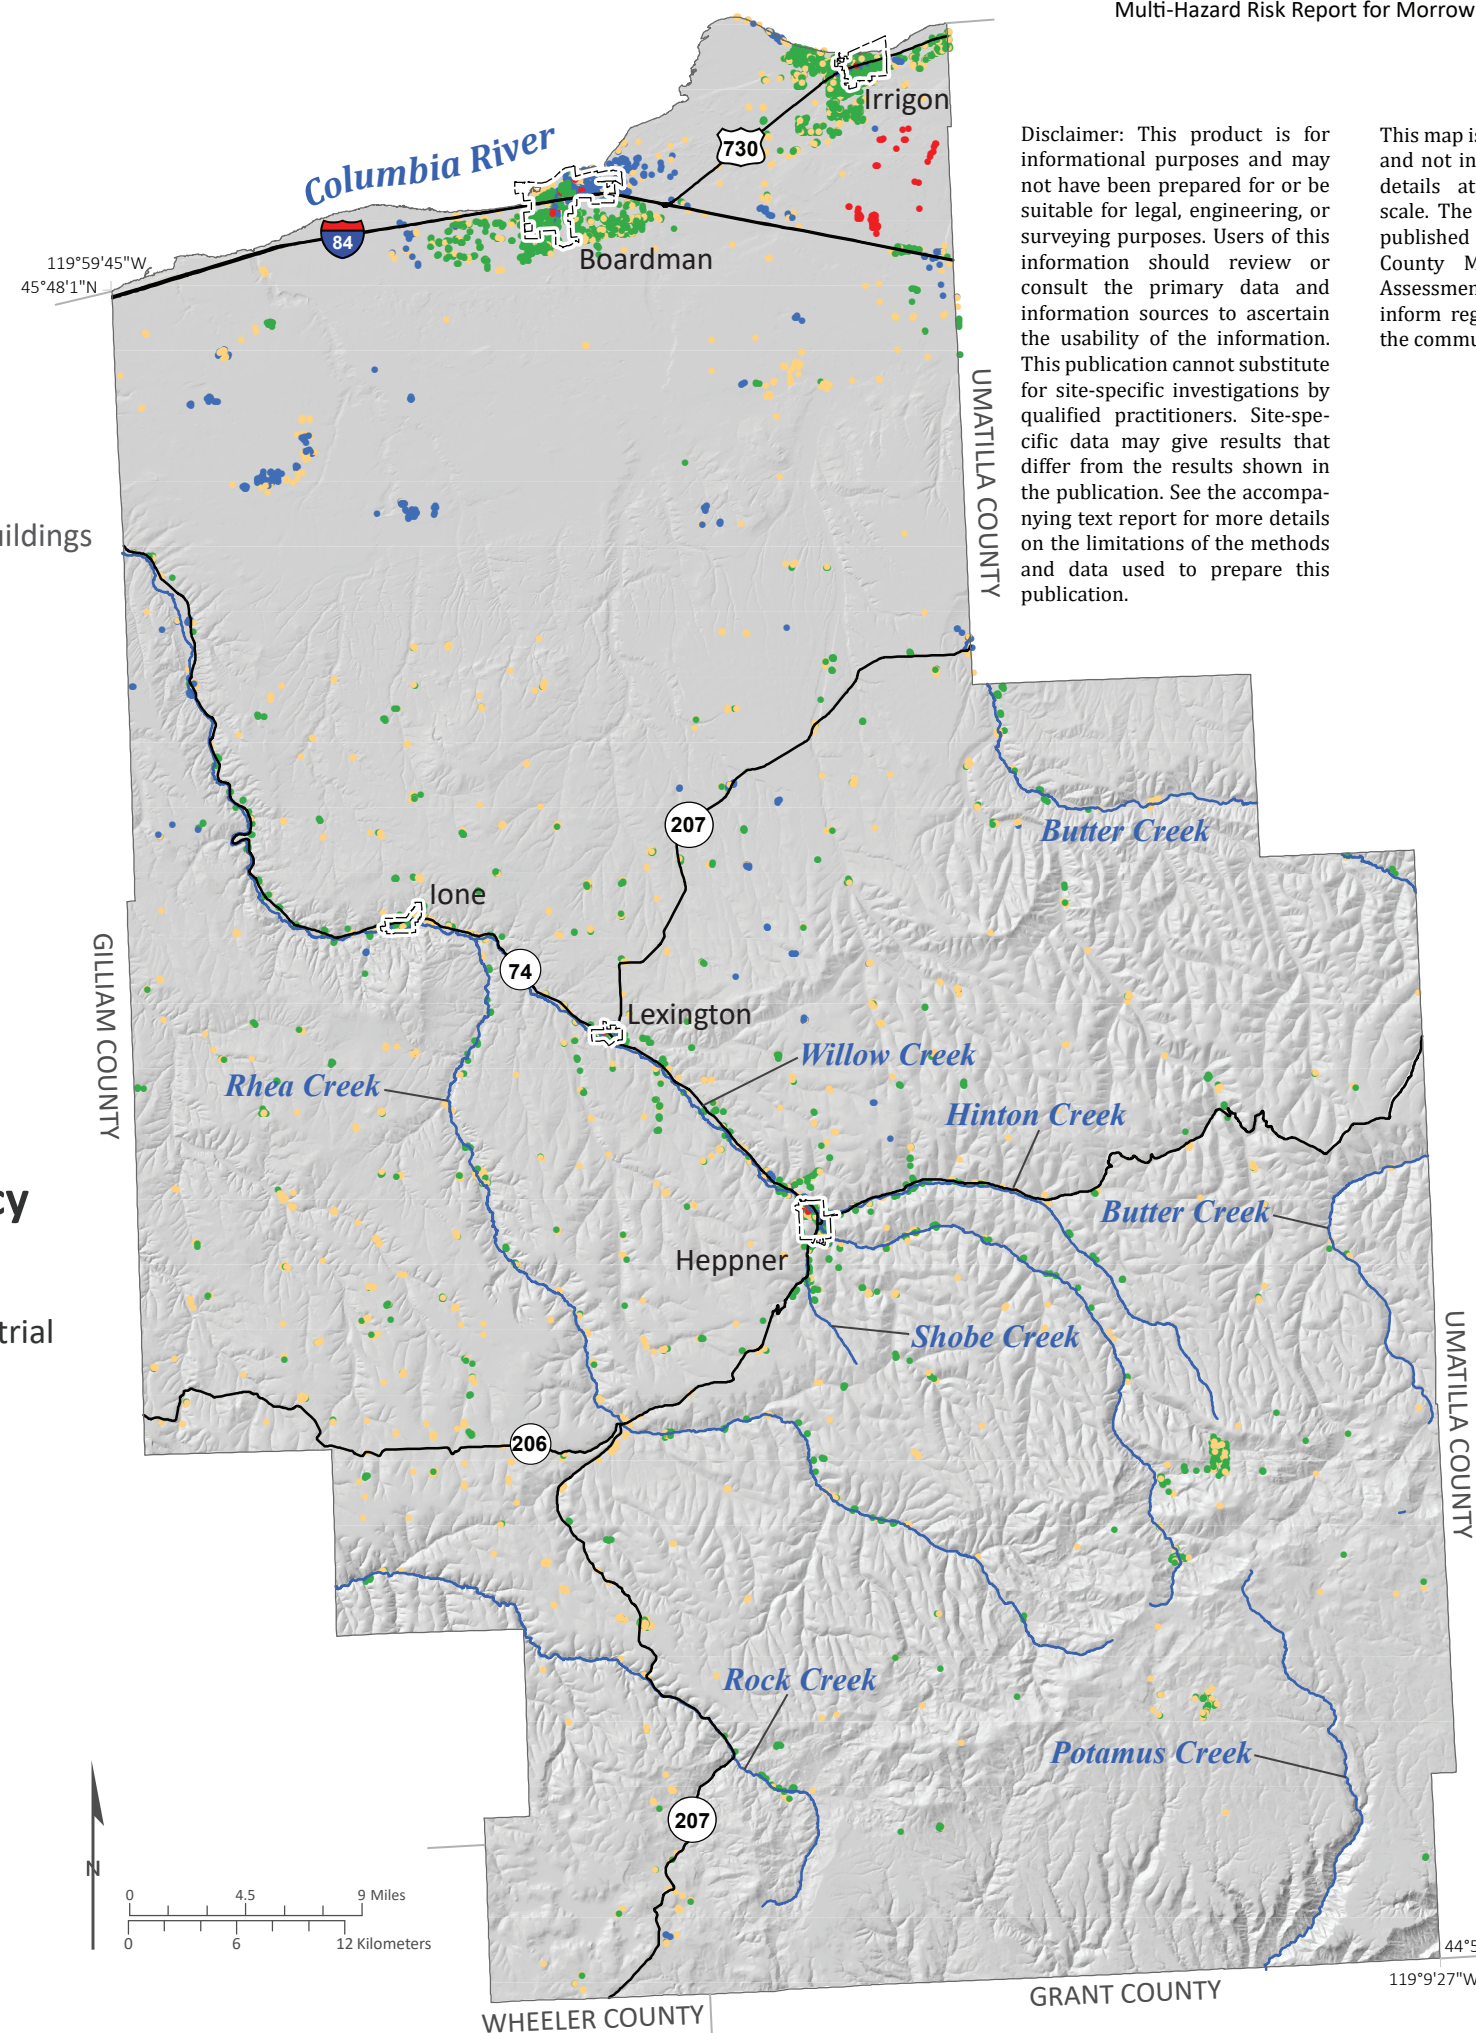 Multi-Hazard Risk Report for Morrow
Irrigon
730
Columbia River
84
Boardman
119°59'45"W
45°48'1"N
Disclaimer: This product is for
informational purposes and may
not have been prepared for or be
suitable for legal, engineering, or
surveying purposes. Users of this
information should review or
consult the primary data and
information sources to ascertain
the usability of the information.
This publication cannot substitute
for site-specific investigations by
qualified practitioners. Site-spe-
cific data may give results that
differ from the results shown in
the publication. See the accompa-
nying text report for more details
on the limitations of the methods
and data used to prepare this
publication.
This map is
and not in
details at
scale. The
published
County M
Assessmen
inform reg
the commu
UMATILLA COUNTY
uildings
207
Butter Creek
Ione
74
GILLIAM COUNTY
Lexington
Willow Creek
Rhea Creek
Hinton Creek
cy
Butter Creek
Heppner
trial
Shobe Creek
UMATILLA COUNTY
206
Rock Creek
Potamus Creek
207
N
0 4.5 9 Miles
0 6 12 Kilometers
44°5
119°9'27"W
GRANT COUNTY
WHEELER COUNTY